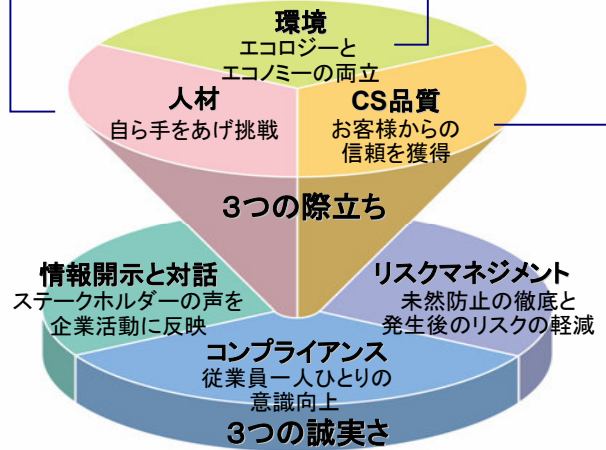 環境
エコロジーと
エコノミーの両立
人材
自ら手をあげ挑戦
CS品質
お客様からの
信頼を獲得
3つの際立ち
情報開示と対話
ステークホルダーの声を
企業活動に反映
リスクマネジメント
未然防止の徹底と
発生後のリスクの軽減
コンプライアンス
従業員一人ひとりの
意識向上
3つの誠実さ